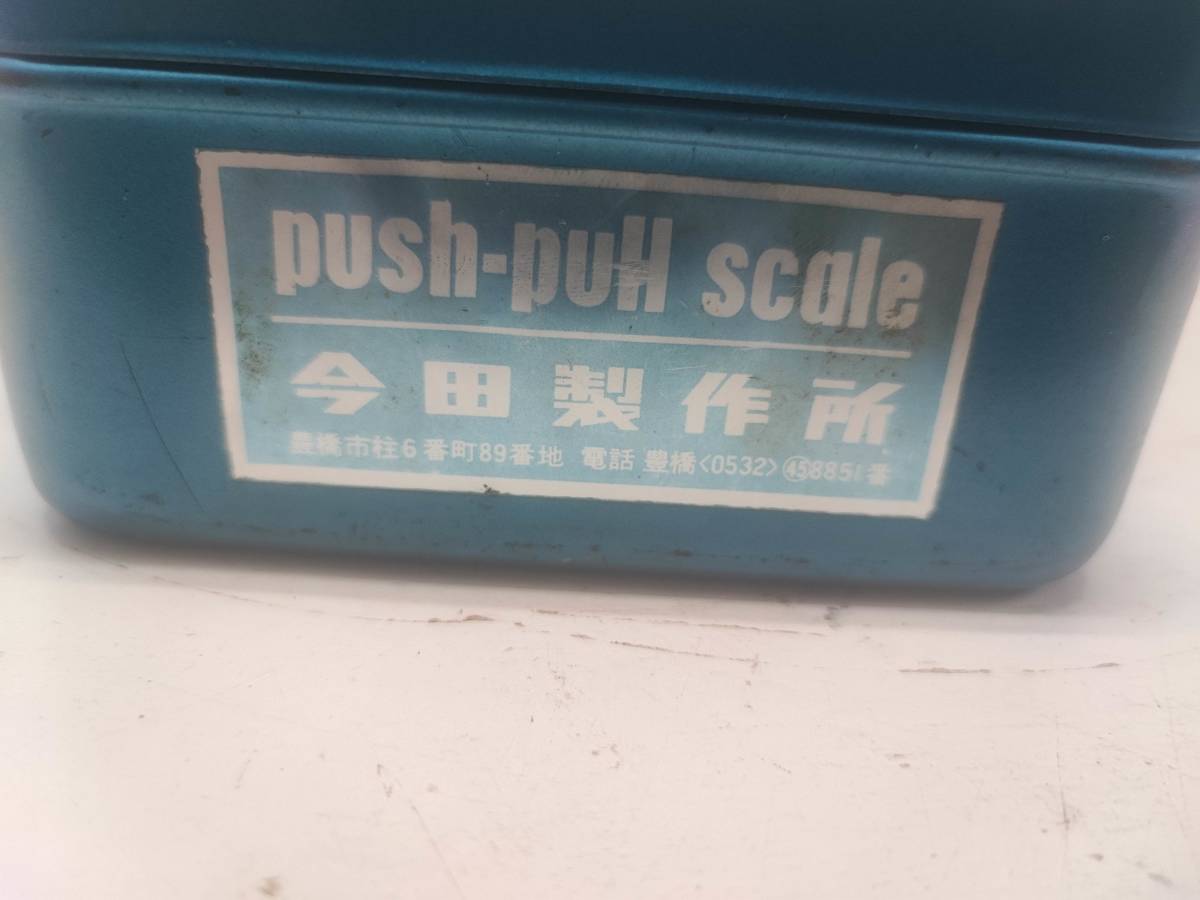 push-pull scale
今田製作所
豊橋市柱6番町89番地 電話 豊橋<0532>㊺8851番